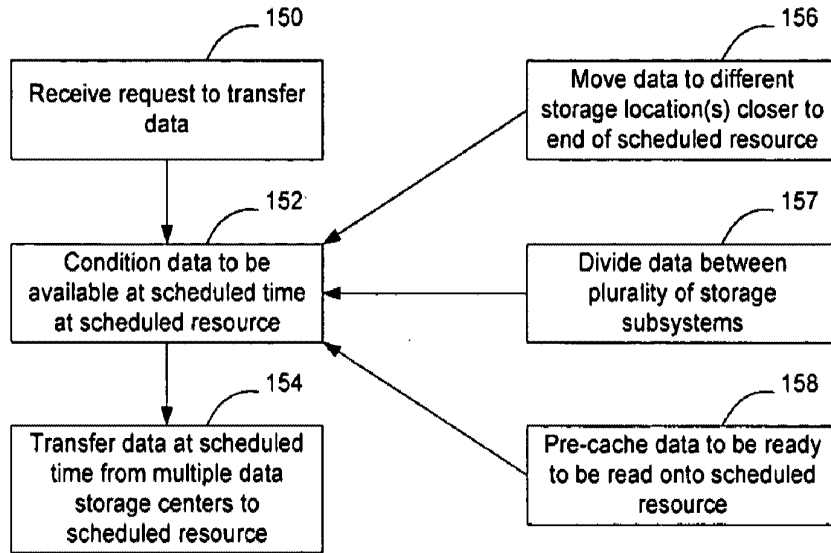 150
Receive request to transfer
data
152
Condition data to be
available at scheduled time
at scheduled resource
154
Transfer data at scheduled
time from multiple data
storage centers to
scheduled resource
156
Move data to different
storage location(s) closer to
end of scheduled resource
157
Divide data between
plurality of storage
subsystems
158
Pre-cache data to be ready
to be read onto scheduled
resource